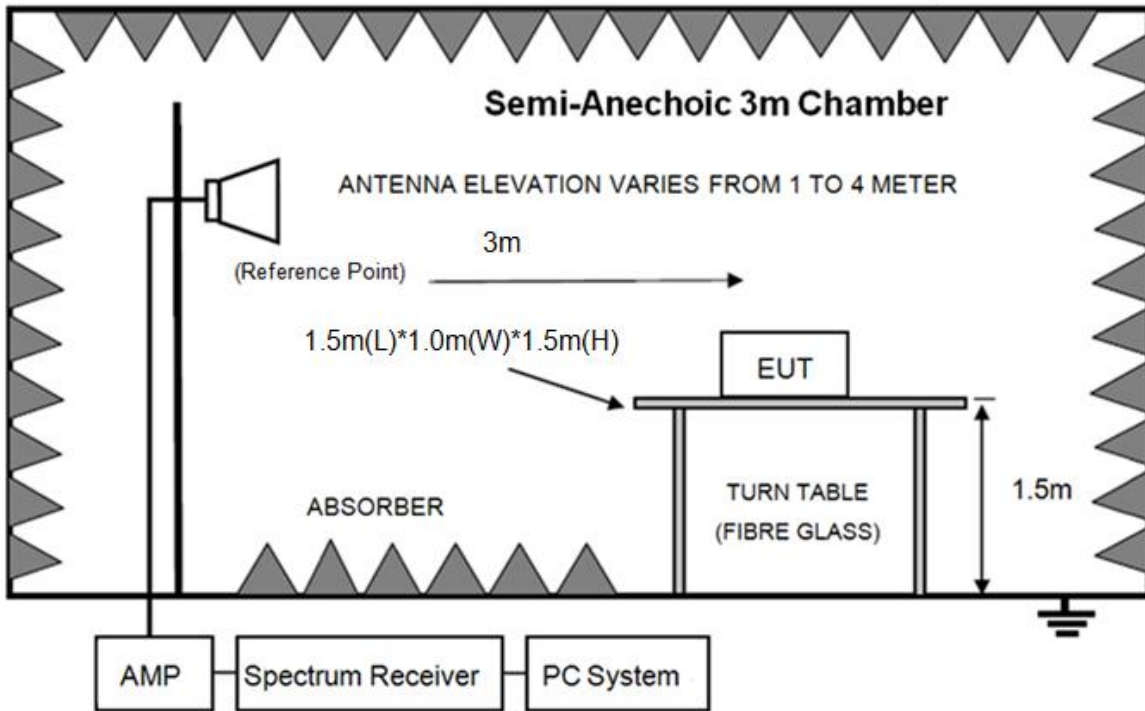 Semi-Anechoic 3m Chamber
ANTENNA ELEVATION VARIES FROM 1 TO 4 METER
3m
(Reference Point)
1.5m(L)*1.0m(W)*1.5m(H)
EUT
TURN TABLE
(FIBRE GLASS)
1.5m
ABSORBER
AMP
Spectrum Receiver
PC System